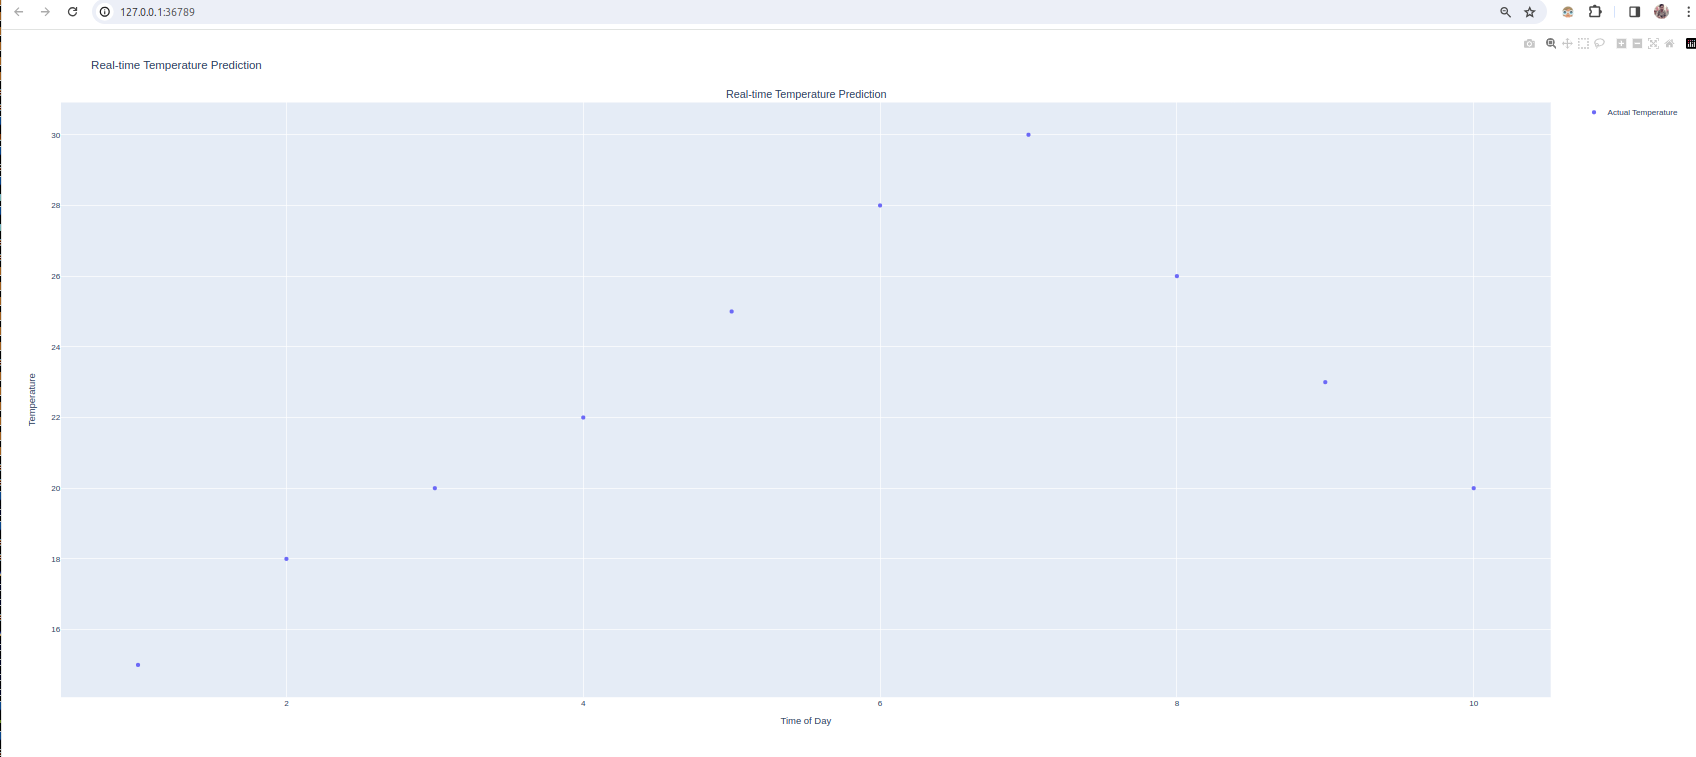 127.0.0.1:36789
Real-time Temperature Prediction
Real-time Temperature Prediction
Actual Temperature
30
28
26
24
22
20
18
16
Temperature
2 4 6 8 10
Time of Day